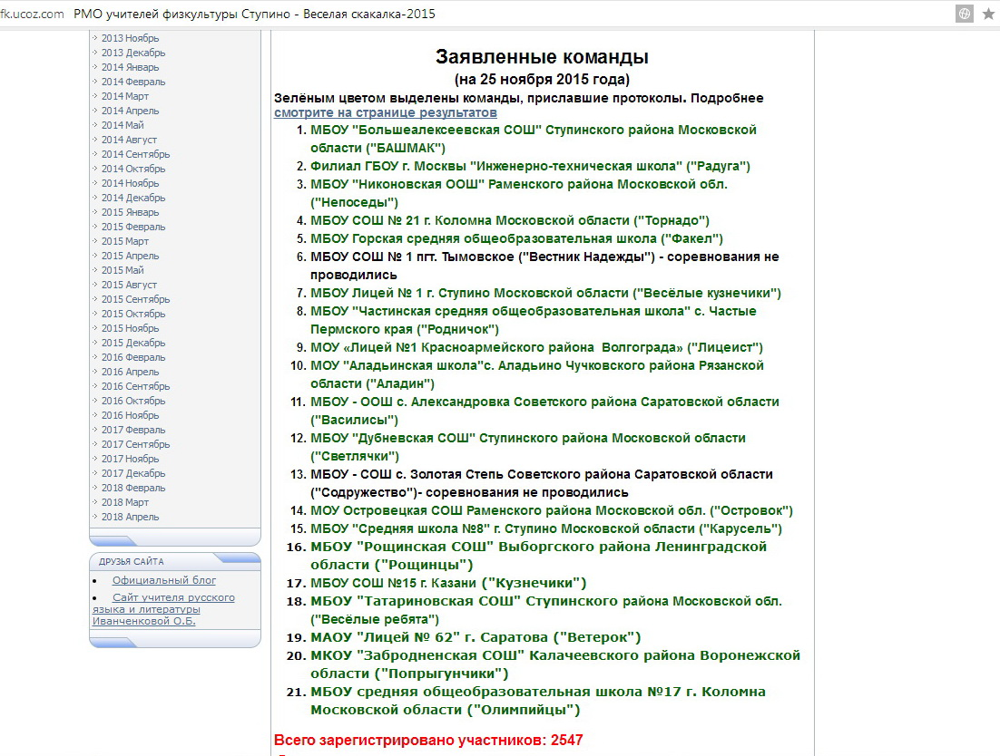 fk.ucoz.com РМО учителей физкультуры Ступино - Веселая скакалка-2015
2013 Ноябрь
2013 Декабрь
2014 Январь
2014 Февраль
2014 Март
2014 Апрель
2014 Май
2014 Август
2014 Сентябрь
2014 Октябрь
2014 Ноябрь
2014 Декабрь
2015 Январь
2015 Февраль
2015 Март
2015 Апрель
2015 Май
2015 Август
2015 Сентябрь
2015 Октябрь
2015 Ноябрь
2015 Декабрь
2016 Февраль
2016 Апрель
2016 Сентябрь
2016 Октябрь
2016 Ноябрь
2017 Февраль
2017 Сентябрь
2017 Ноябрь
2017 Декабрь
2018 Февраль
2018 Март
2018 Апрель
ДРУЗЬЯ САЙТА
Официальный блог
Сайт учителя русского
языка и литературы
Иванченковой О.Б.
Заявленные команды
(на 25 ноября 2015 года)
Зелёным цветом выделены команды, приславшие протоколы. Подробнее
смотрите на странице результатов
1. МБОУ "Большеалексеевская СОШ" Ступинского района Московской
области ("БАШМАК")
2. Филиал ГБОУ г. Москвы "Инженерно-техническая школа" ("Радуга")
3. МБОУ "Никоновская ООШ" Раменского района Московской обл.
("Непоседы")
4. МБОУ СОШ № 21 г. Коломна Московской области ("Торнадо")
5. МБОУ Горская средняя общеобразовательная школа ("Факел")
6. МБОУ СОШ № 1 пгт. Тымовское ("Вестник Надежды") - соревнования не
проводились
7. МБОУ Лицей № 1 г. Ступино Московской области ("Весёлые кузнечики")
8. МБОУ "Частинская средняя общеобразовательная школа" с. Частые
Пермского края ("Родничок")
9. МОУ «Лицей №1 Красноармейского района Волгограда» ("Лицеист")
10. МОУ "Аладьинская школа"с. Аладьино Чучковского района Рязанской
области ("Аладин")
11. МБОУ - ООШ с. Александровка Советского района Саратовской области
("Василисы")
12. МБОУ "Дубневская СОШ" Ступинского района Московской области
("Светлячки")
13. МБОУ - СОШ с. Золотая Степь Советского района Саратовской области
("Содружество")- соревнования не проводились
14. МОУ Островецкая СОШ Раменского района Московской обл. ("Островок")
15. МБОУ "Средняя школа №8" г. Ступино Московской области ("Карусель")
16. МБОУ "Рощинская СОШ" Выборгского района Ленинградской
области ("Рощинцы")
17. МБОУ СОШ №15 г. Казани ("Кузнечики")
18. МБОУ "Татариновская СОШ" Ступинского района Московской обл.
("Весёлые ребята")
19. МАОУ "Лицей № 62" г. Саратова ("Ветерок")
20. МКОУ "Заброденская СОШ" Калачеевского района Воронежской
области ("Попрыгунчики")
21. МБОУ средняя общеобразовательная школа №17 г. Коломна
Московской области ("Олимпийцы")
Всего зарегистрировано участников: 2547